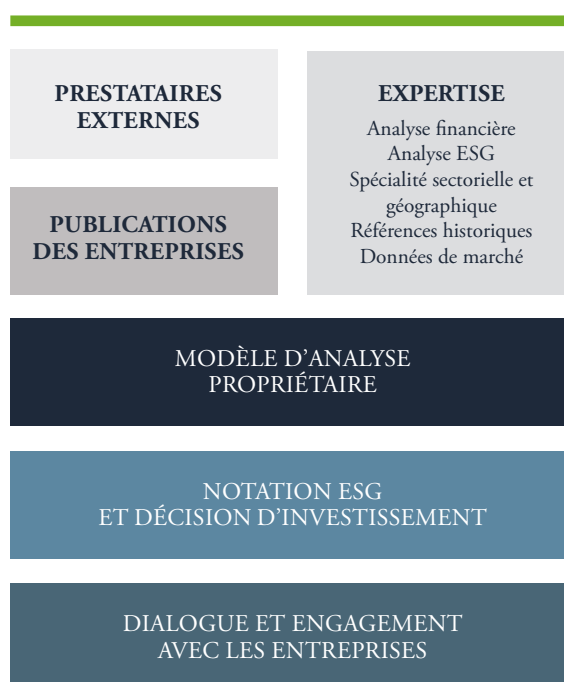 PRESTATAIRES
EXTERNES
PUBLICATIONS
DES ENTREPRISES
EXPERTISE
Analyse financière
Analyse ESG
Spécialité sectorielle et
géographique
Références historiques
Données de marché
MODÈLE D’ANALYSE
PROPRIÉTAIRE
NOTATION ESG
ET DÉCISION D’INVESTISSEMENT
DIALOGUE ET ENGAGEMENT
AVEC LES ENTREPRISES